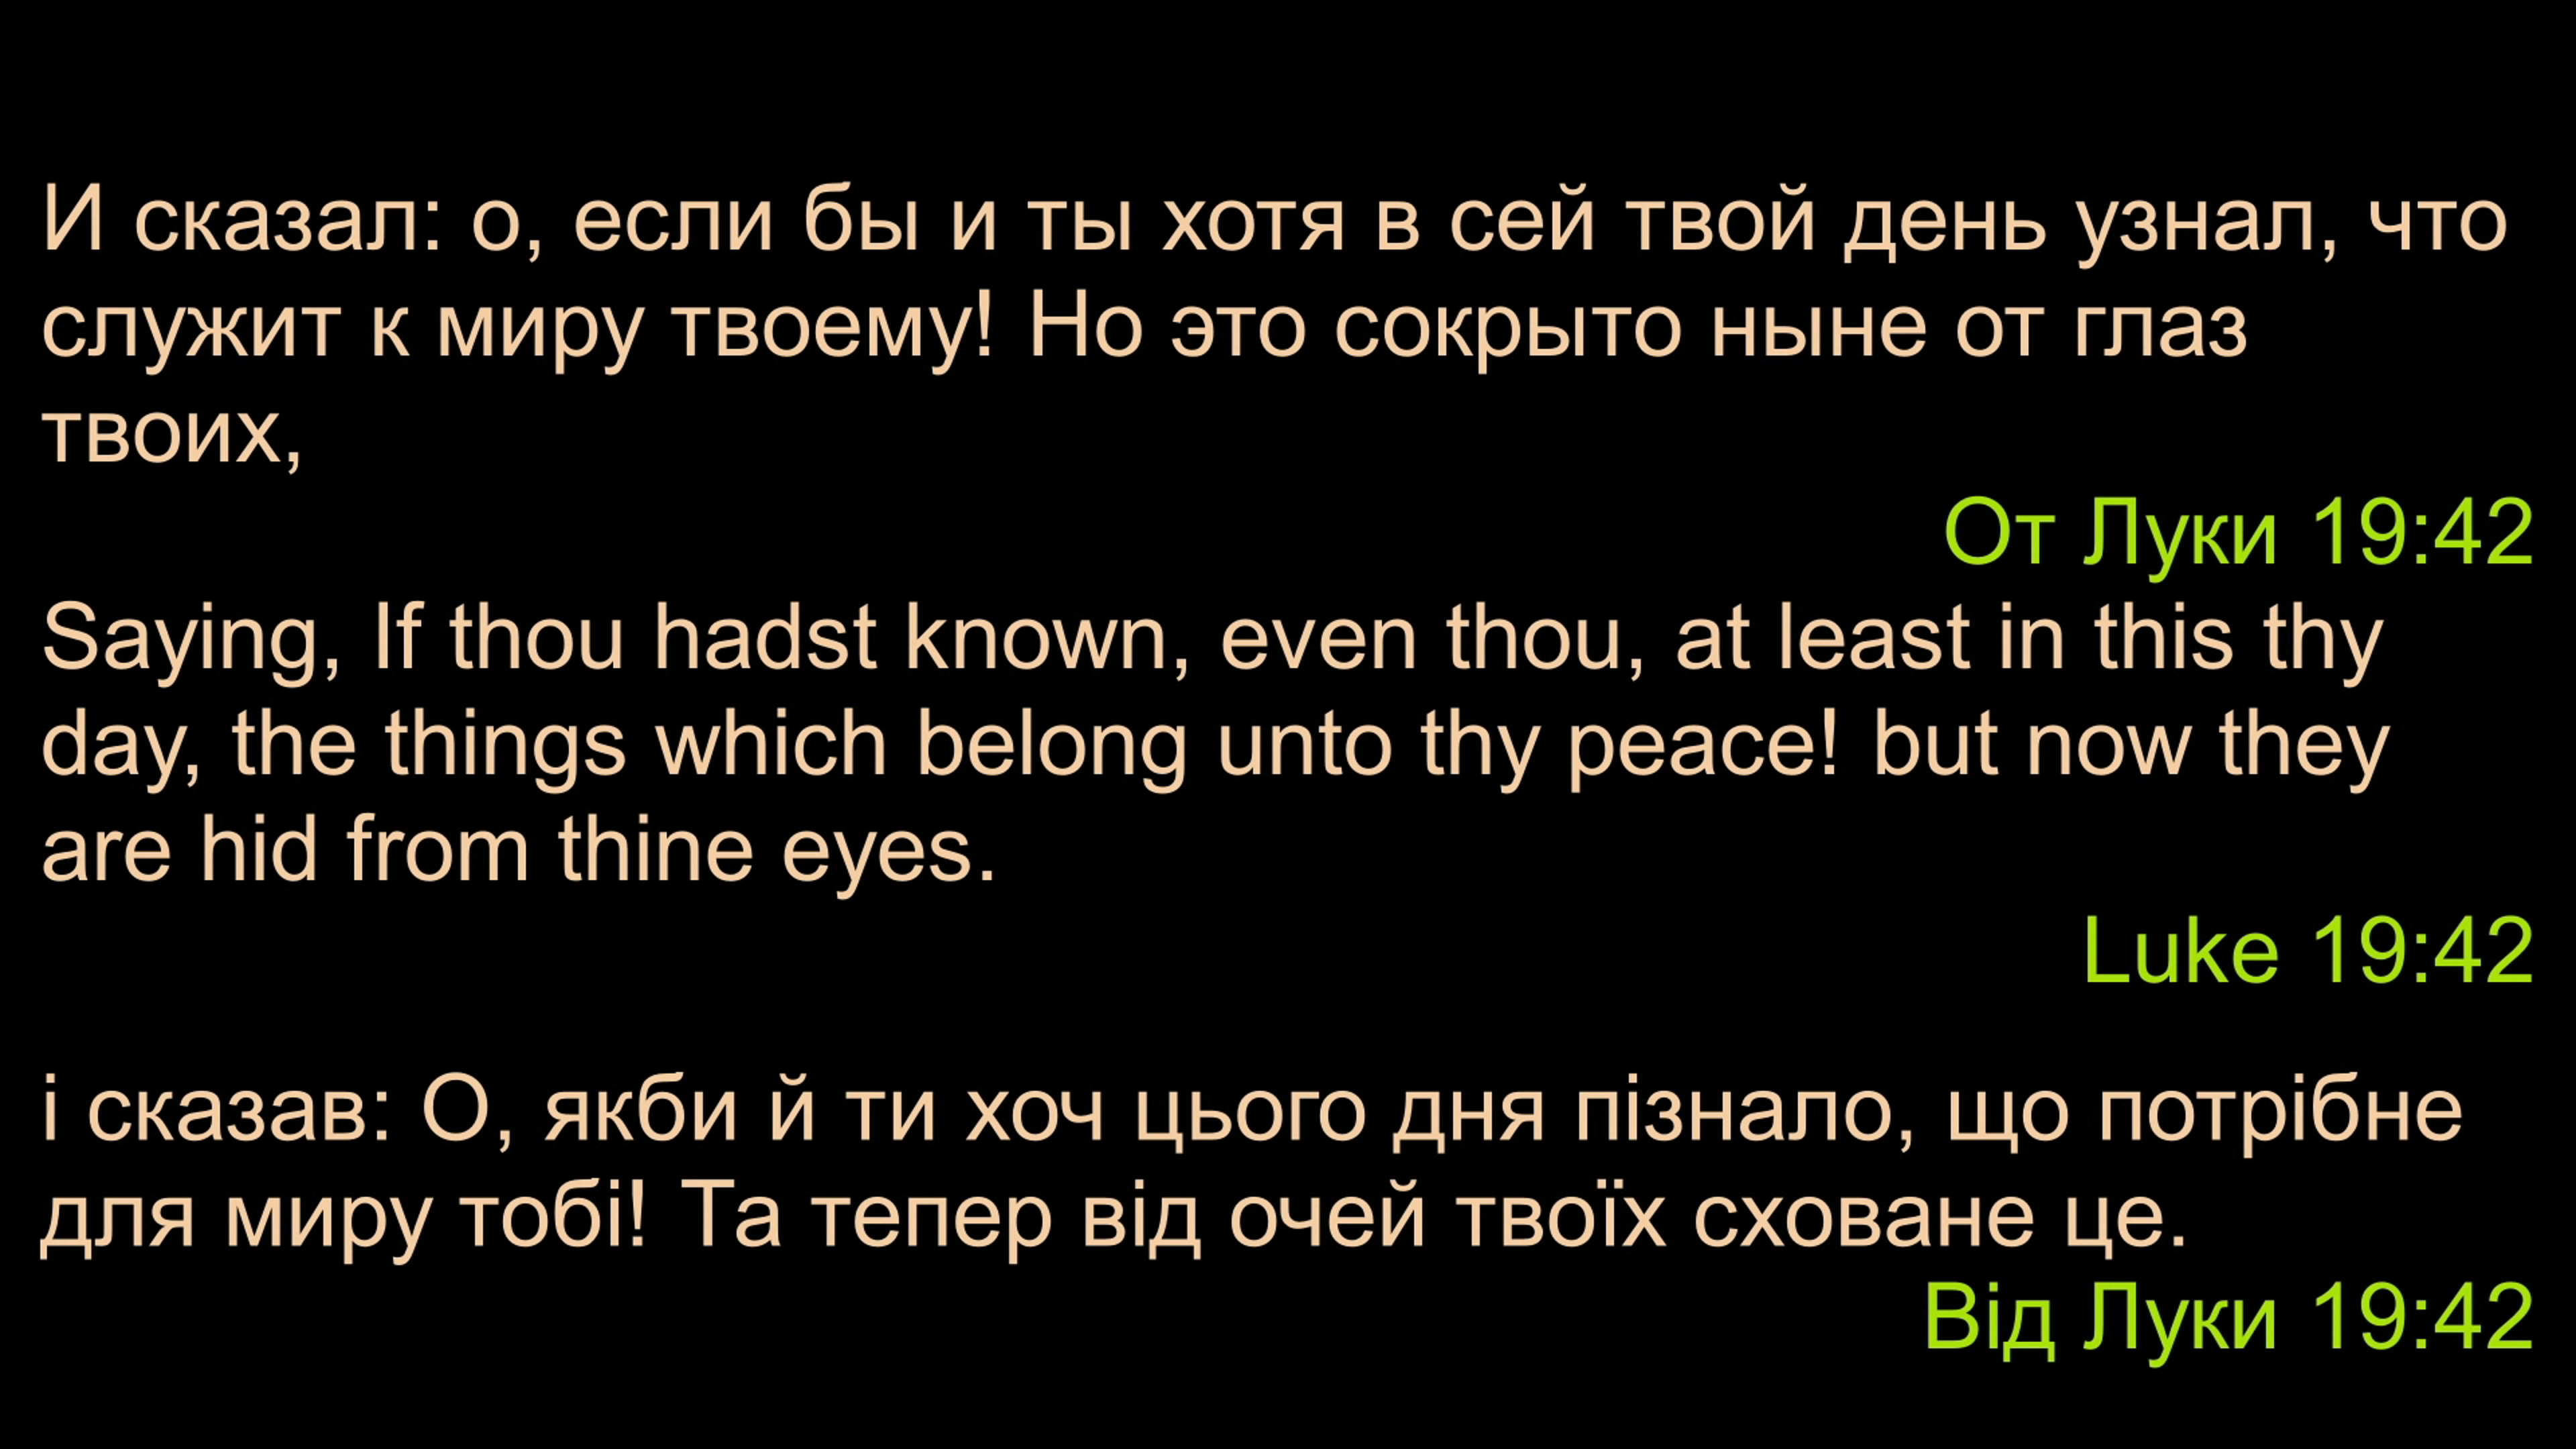 И сказал: о, если бы и ты хотя в сей твой день узнал, что
служит к миру твоему! Но это сокрыто ныне от глаз
твоих,
От Луки 19:42
Saying, If thou hadst known, even thou, at least in this thy
day, the things which belong unto thy peace! but now they
are hid from thine eyes.
Luke 19:42
і сказав: О, якби й ти хоч цього дня пізнало, що потрібне
для миру тобі! Та тепер від очей твоїх сховане це.
Від Луки 19:42